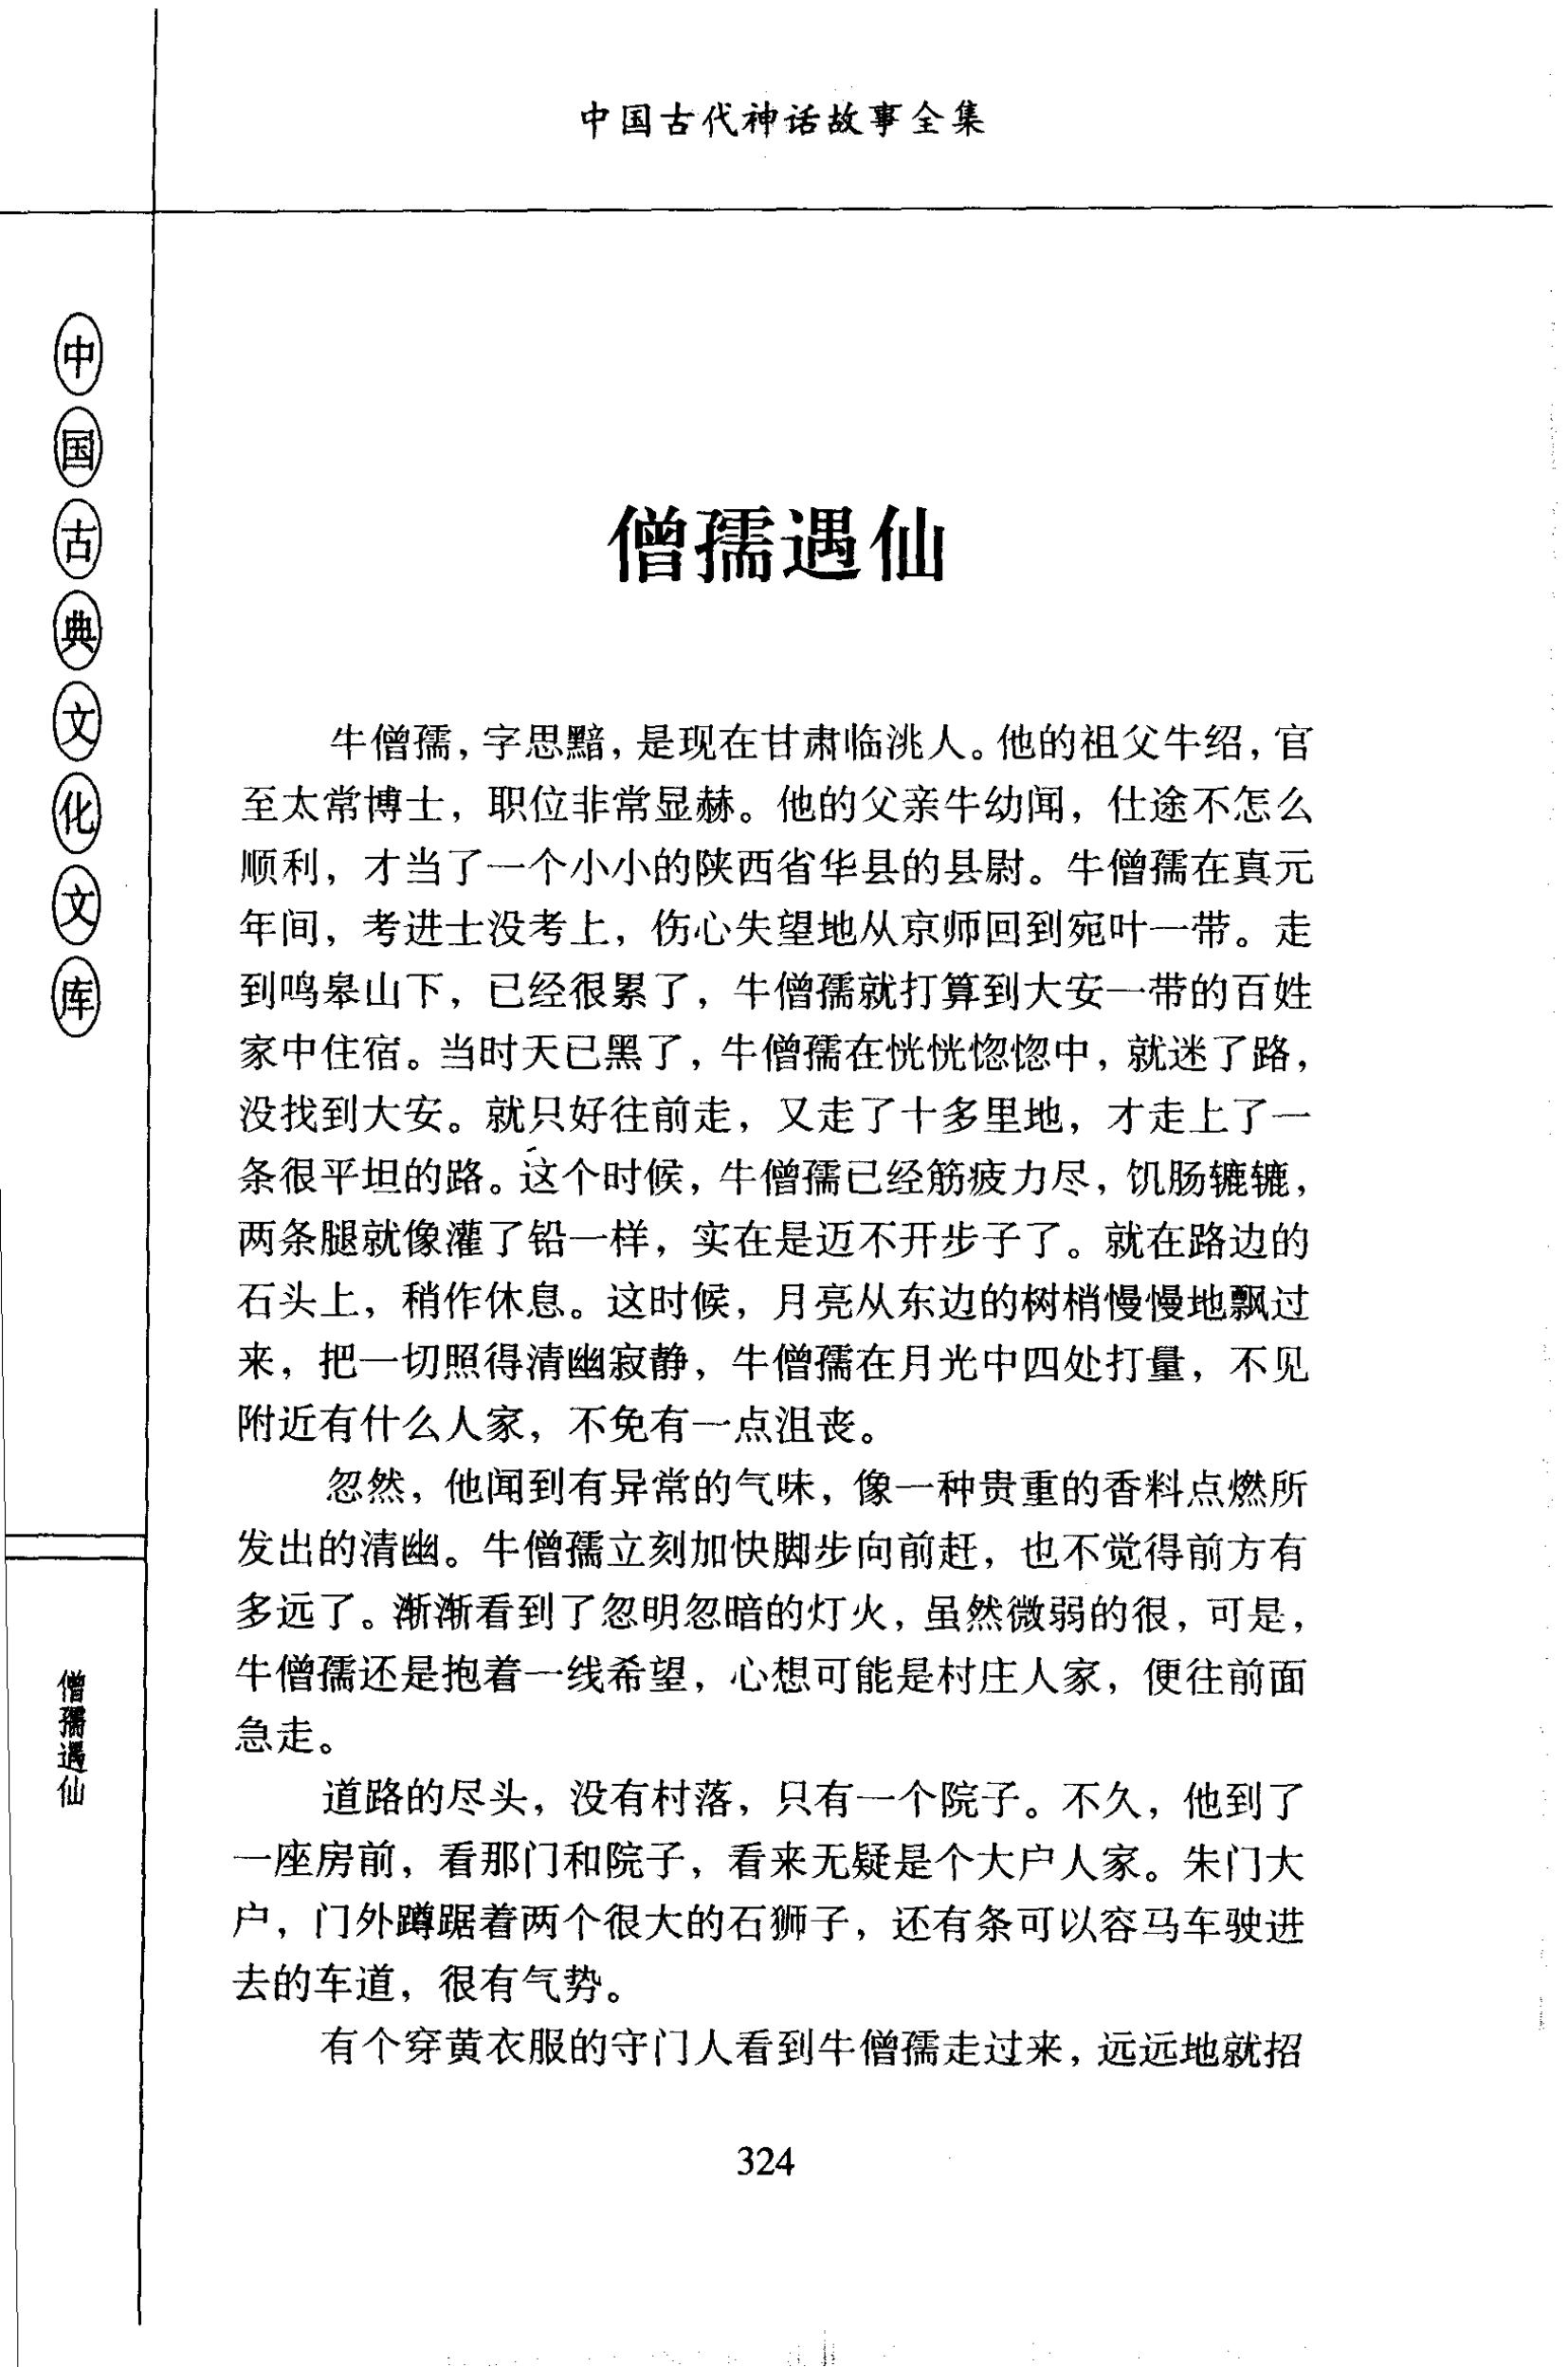 中国古代神话故事全集
中国古典文化文库
僧孺遇仙
牛僧孺，字思黯，是现在甘肃临洮人。他的祖父牛绍，官
至太常博士，职位非常显赫。他的父亲牛幼闻，仕途不怎么
顺利，才当了一个小小的陕西省华县的县尉。牛僧孺在真元
年间，考进士没考上，伤心失望地从京师回到宛叶一带。走
到鸣皋山下，已经很累了，牛僧孺就打算到大安一带的百姓
家中住宿。当时天已黑了，牛僧孺在恍恍惚惚中，就迷了路，
没找到大安。就只好往前走，又走了十多里地，才走上了一
条很平坦的路。这个时候，牛僧孺已经筋疲力尽，饥肠辘辘，
两条腿就像灌了铅一样，实在是迈不开步子了。就在路边的
石头上，稍作休息。这时候，月亮从东边的树梢慢慢地飘过
来，把一切照得清幽寂静，牛僧孺在月光中四处打量，不见
附近有什么人家，不免有一点沮丧。
忽然，他闻到有异常的气味，像一种贵重的香料点燃所
发出的清幽。牛僧孺立刻加快脚步向前赶，也不觉得前方有
多远了。渐渐看到了忽明忽暗的灯火，虽然微弱的很，可是，
牛僧孺还是抱着一线希望，心想可能是村庄人家，便往前面
急走。
道路的尽头，没有村落，只有一个院子。不久，他到了
一座房前，看那门和院子，看来无疑是个大户人家。朱门大
户，门外蹲踞着两个很大的石狮子，还有条可以容马车驶进
去的车道，很有气势。
有个穿黄衣服的守门人看到牛僧孺走过来，远远地就招
僧孺遇仙
324